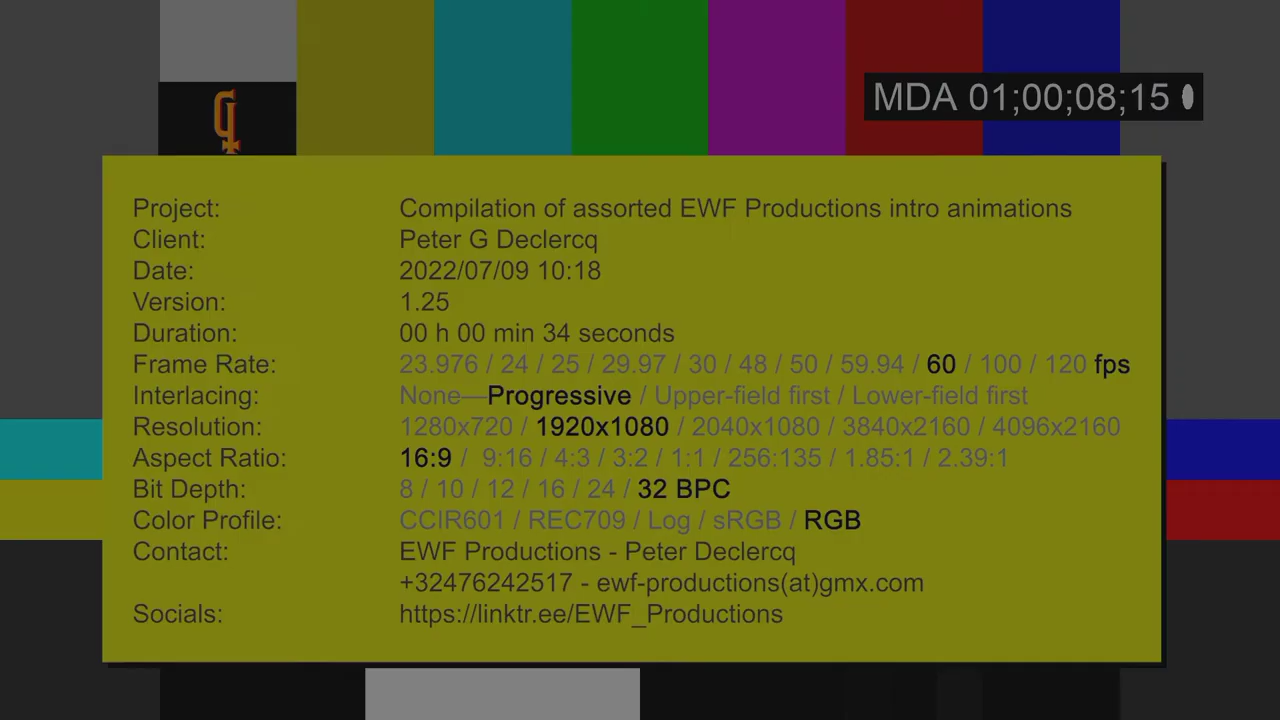 MDA 01;00;08;15
Project: Compilation of assorted EWF Productions intro animations
Client: Peter G Declercq
Date: 2022/07/09 10:18
Version: 1.25
Duration: 00 h 00 min 34 seconds
Frame Rate: 23.976 / 24 / 25 / 29.97 / 30 / 48 / 50 / 59.94 / 60 / 100 / 120 fps
Interlacing: None—Progressive / Upper-field first / Lower-field first
Resolution: 1280x720 / 1920x1080 / 2040x1080 / 3840x2160 / 4096x2160
Aspect Ratio: 16:9 / 9:16 / 4:3 / 3:2 / 1:1 / 256:135 / 1.85:1 / 2.39:1
Bit Depth: 8 / 10 / 12 / 16 / 24 / 32 BPC
Color Profile: CCIR601 / REC709 / Log / sRGB / RGB
Contact: EWF Productions - Peter Declercq
+32476242517 - ewf-productions(at)gmx.com
Socials: https://linktr.ee/EWF_Productions